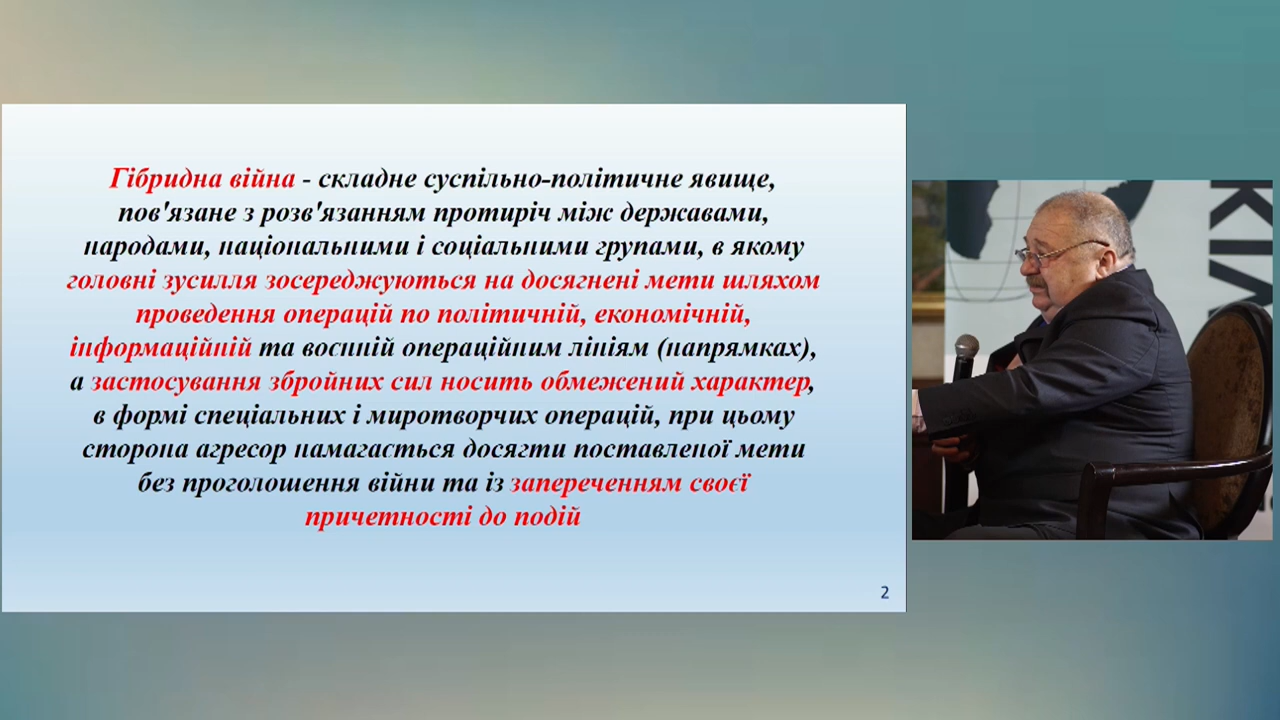 Гібридна війна - складне суспільно-політичне явище,
пов'язане з розв'язанням протиріч між державами,
народами, національними і соціальними групами, в якому
головні зусилля зосереджуються на досягнені мети шляхом
проведення операцій по політичній, економічній,
інформаційній та воєнній операційним лініям (напрямках),
а застосування збройних сил носить обмежений характер,
в формі спеціальних і миротворчих операцій, при цьому
сторона агресор намагається досягти поставленої мети
без проголошення війни та із запереченням своєї
причетності до подій
2